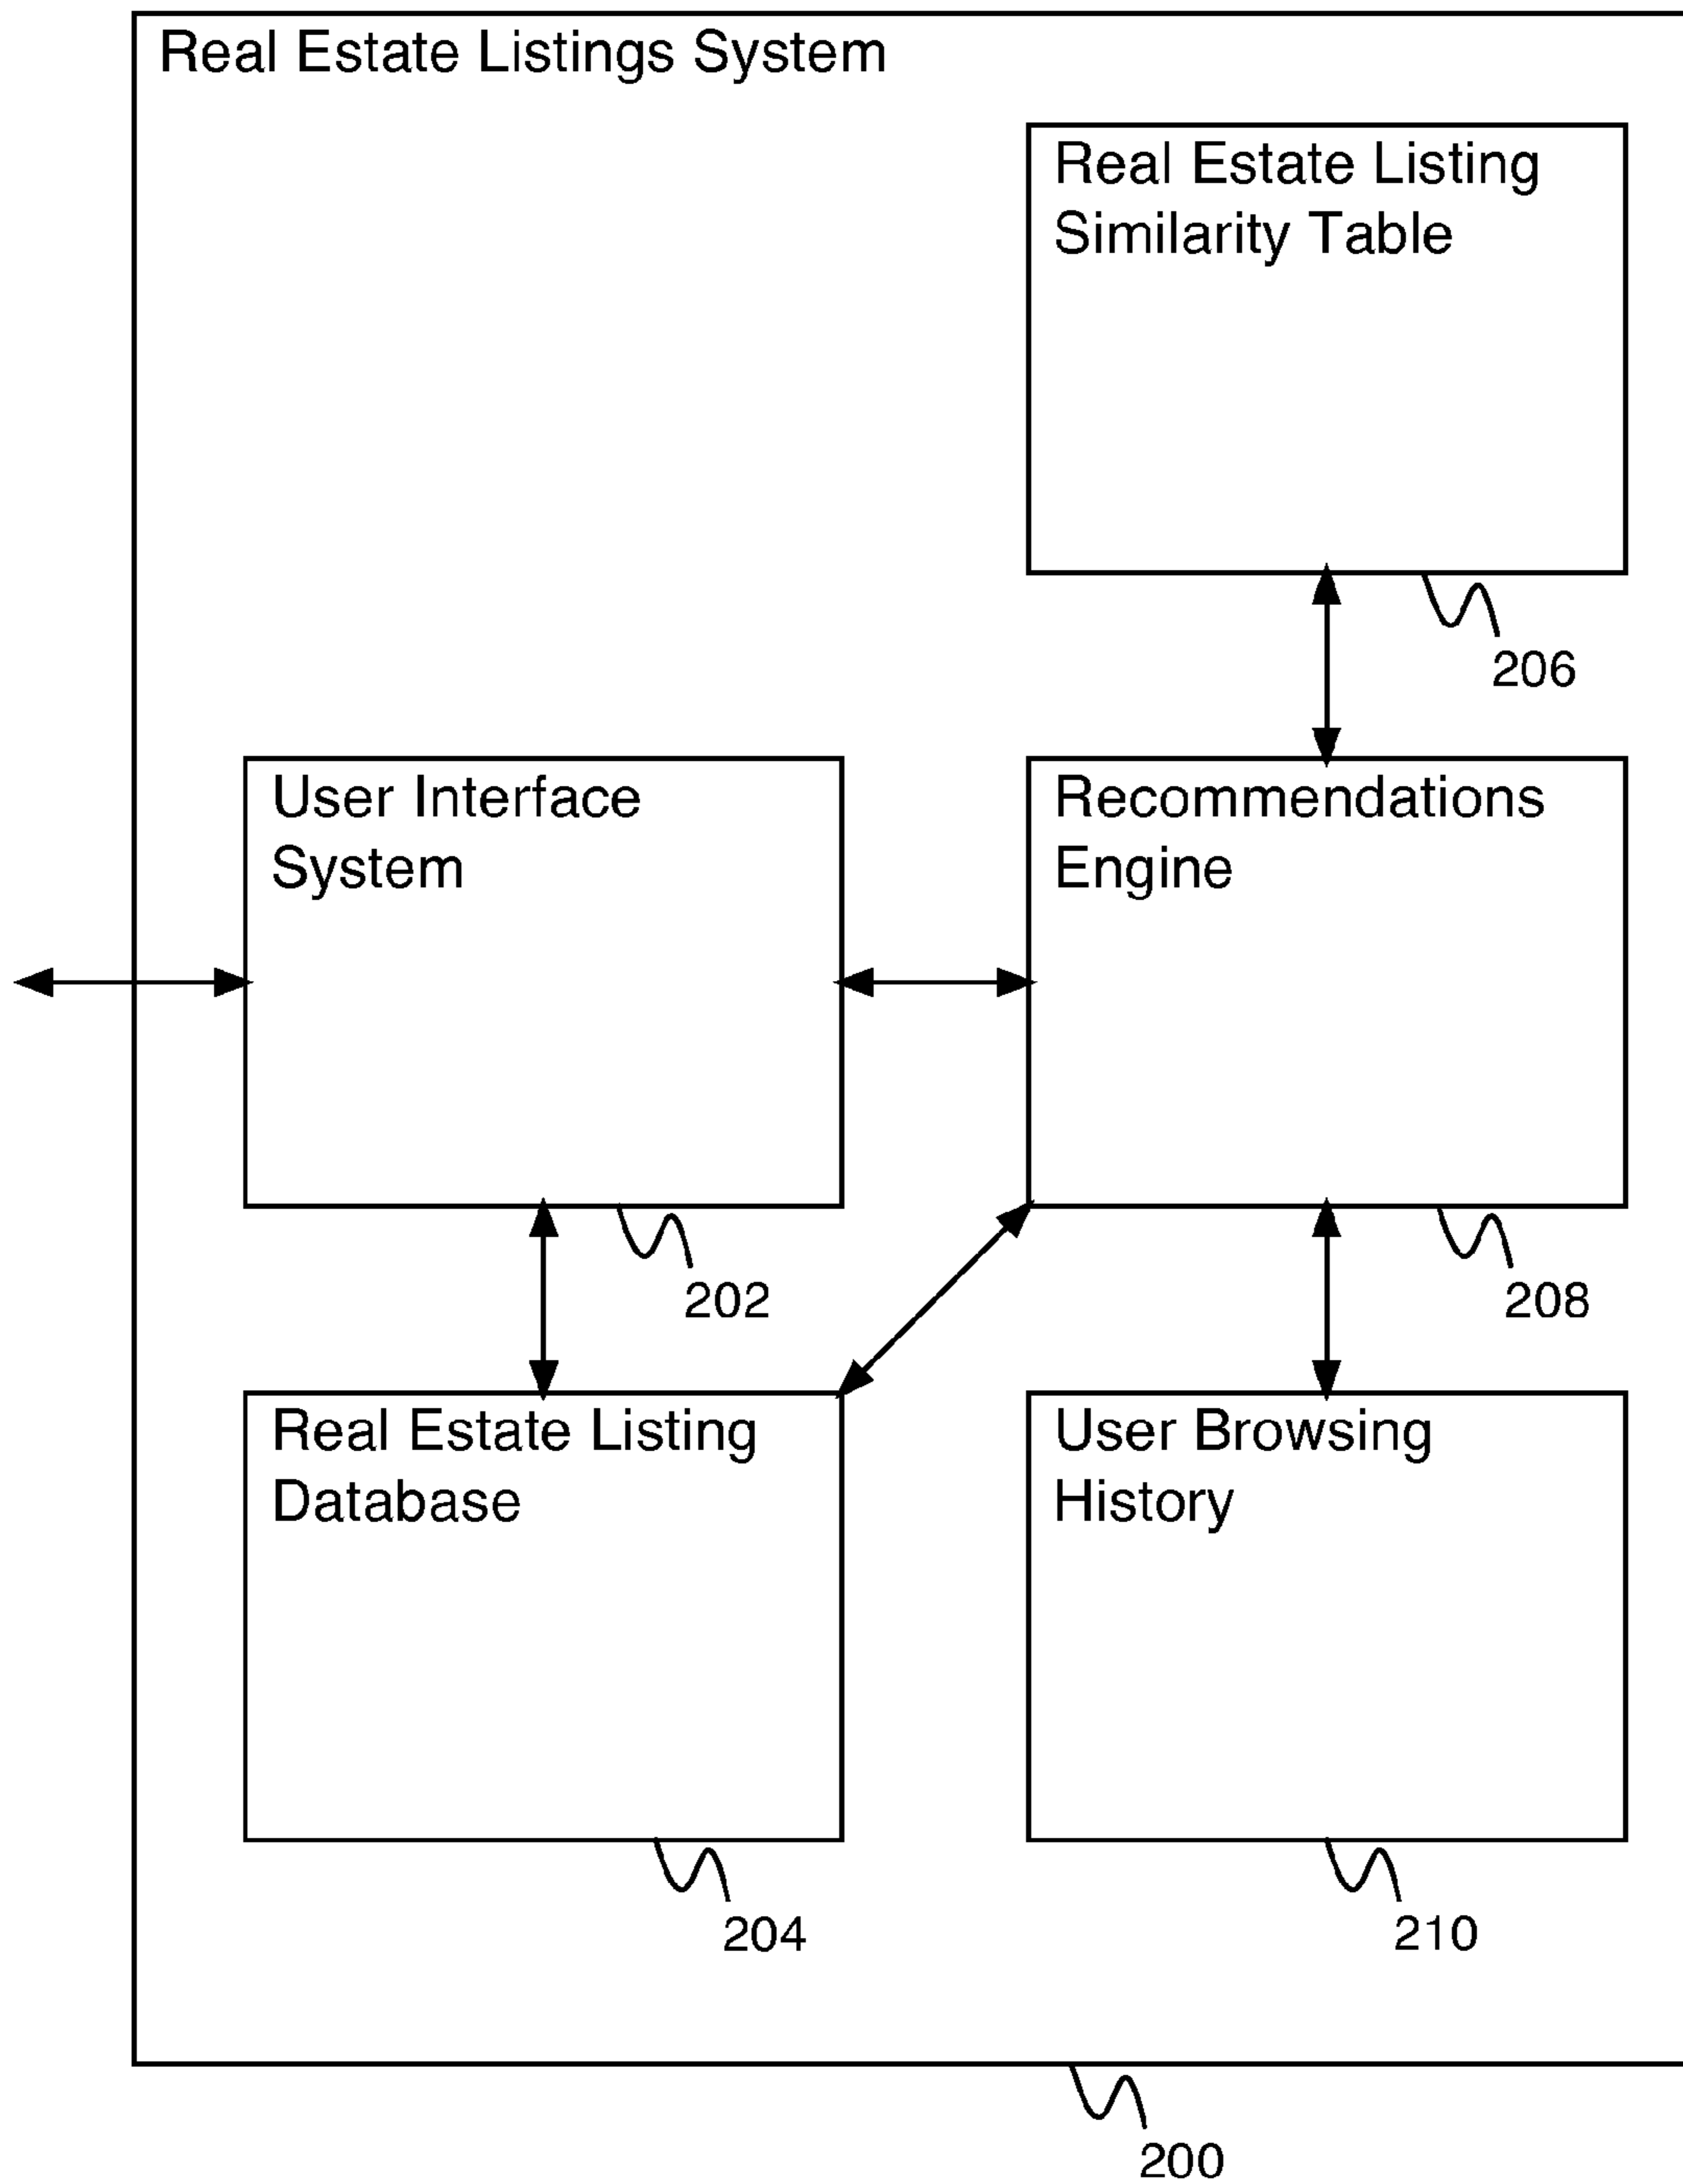 Real Estate Listings System
Real Estate Listing
Similarity Table
206
User Interface
System
Recommendations
Engine
202
208
Real Estate Listing
Database
User Browsing
History
204
210
200